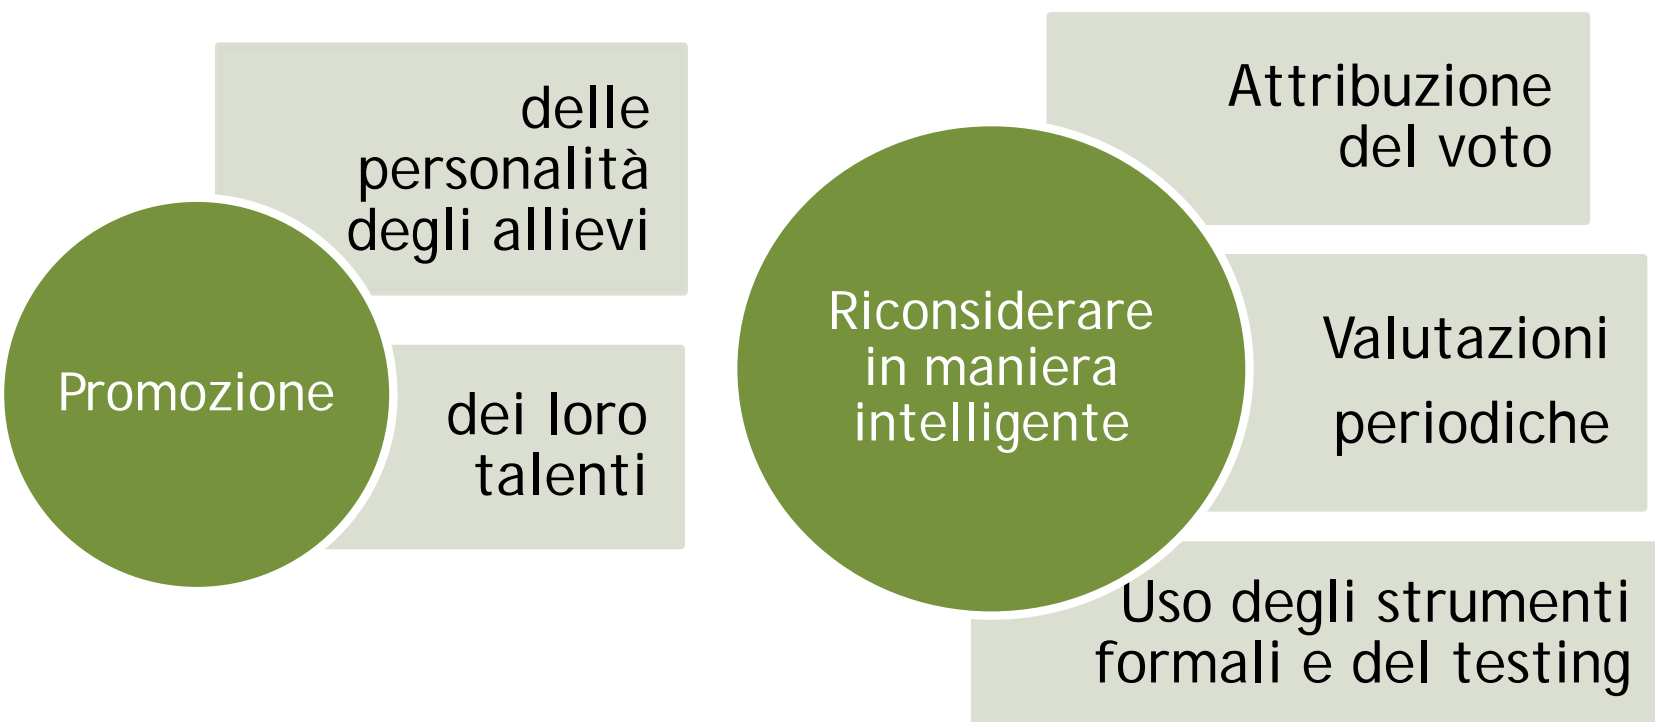 delle
personalità
degli allievi
Promozione
dei loro
talenti
Attribuzione
del voto
Riconsiderare
in maniera
intelligente
Valutazioni
periodiche
Uso degli strumenti
formali e del testing